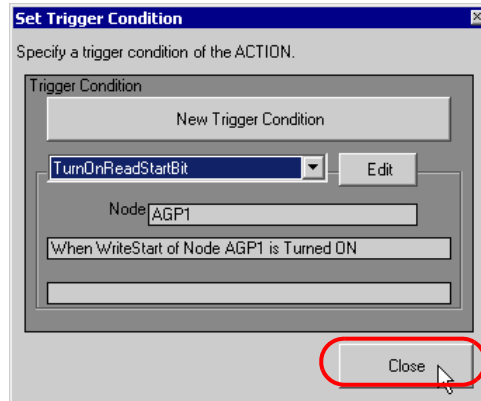 Set Trigger Condition
Specify a trigger condition of the ACTION.
Trigger Condition
New Trigger Condition
TurnOnReadStartBit
Edit
Node AGP1
When WriteStart of Node AGP1 is Turned ON
Close